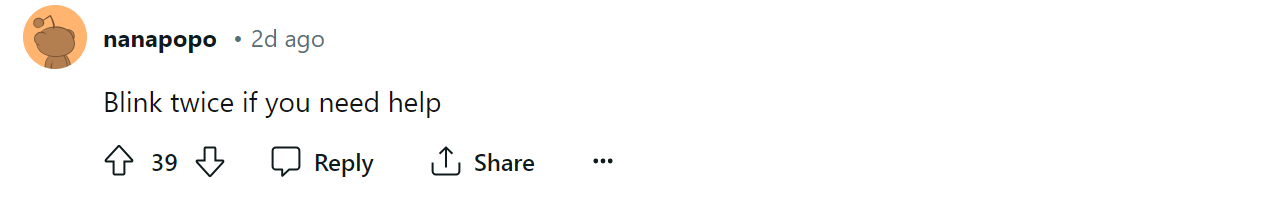 nanapopo • 2d ago
Blink twice if you need help
39 Reply Share